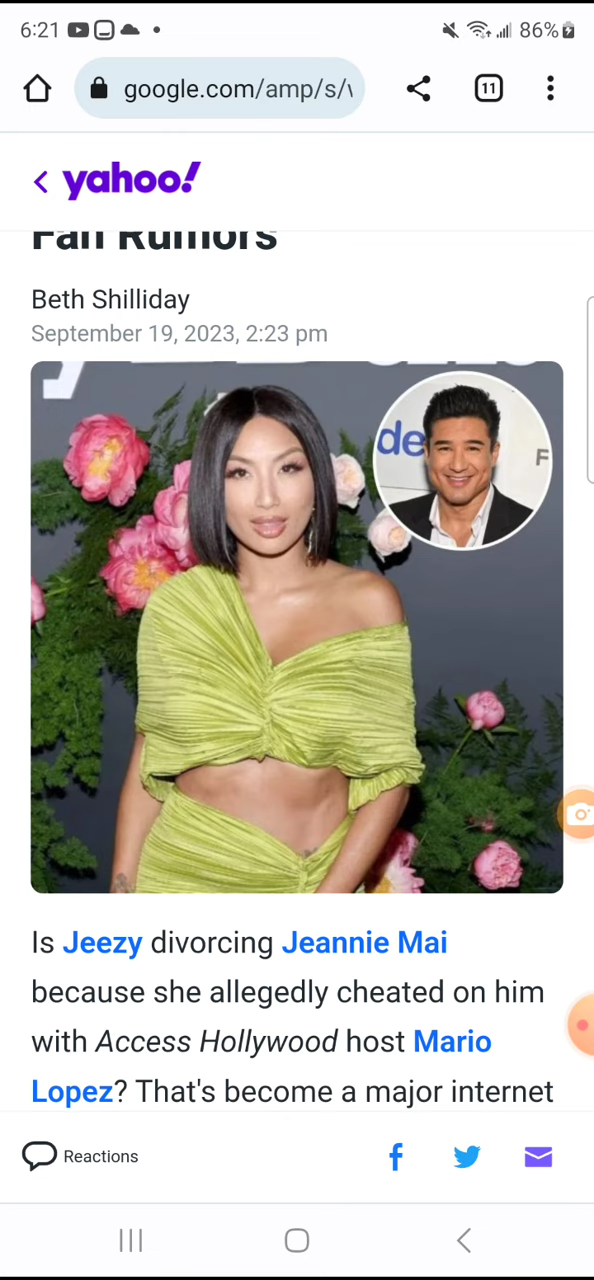 6:21
86%
google.com/amp/s/
11
yahoo!
Fan Rumors
Beth Shilliday
September 19, 2023, 2:23 pm
de
F
Is Jeezy divorcing Jeannie Mai
because she allegedly cheated on him
with Access Hollywood host Mario
Lopez? That's become a major internet
Reactions